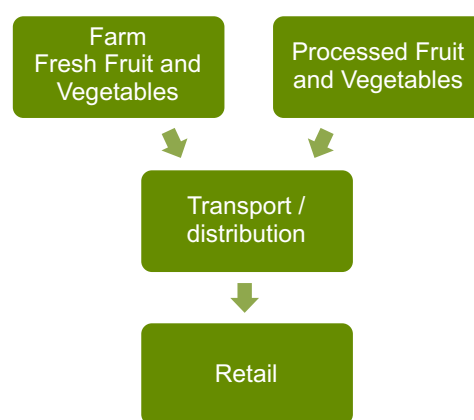 Farm
Fresh Fruit and
Vegetables
Processed Fruit
and Vegetables
Transport /
distribution
Retail